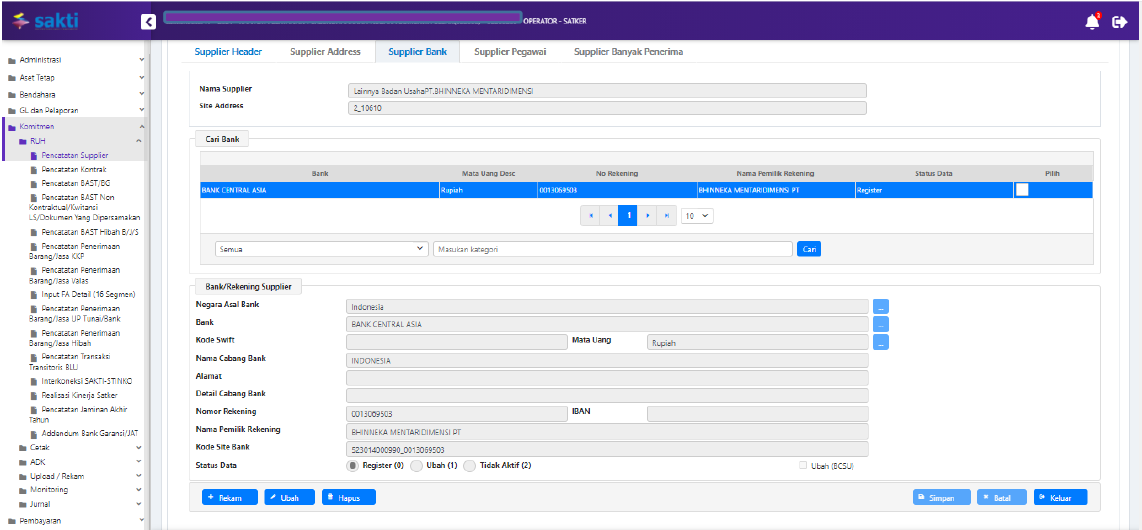 sakti
OPERATOR - SATKER
3
Supplier Header Supplier Address Supplier Bank Supplier Pegawai Supplier Banyak Penerima
Administrasi
Aset Tetap
Bendahara
GL dan Pelaporan
Komitmen
RUH
Pencatatan Supplier
Pencatatan Kontrak
Pencatatan BAST/BG
Pencatatan BAST Non
Kontraktual/Kwitansi
LS/Dokumen Yang Dipersamakan
Pencatatan BAST Hibah B/J/S
Pencatatan Penerimaan
Barang/Jasa KKP
Pencatatan Penerimaan
Barang/Jasa Valas
Input FA Detail (16 Segmen)
Pencatatan Penerimaan
Barang/Jasa UP Tunai/Bank
Pencatatan Penerimaan
Barang/Jasa Hibah
Pencatatan Transaksi
Transitoris BLU
Interkoneksi SAKTI-STINKO
Realisasi Kinerja Satker
Pencatatan Jaminan Akhir
Tahun
Addendum Bank Garansi/JAT
Cetak
ADK
Upload / Rekam
Monitoring
Jurnal
Pembayaran
Nama Supplier Lainnya Badan UsahaPT.BHINNEKA MENTARIDIMENSI
Site Address 2_10610
Cari Bank
Bank Mata Uang Desc No Rekening Nama Pemilik Rekening Status Data Pilih
BANK CENTRAL ASIA Rupiah 0013069503 BHINNEKA MENTARIDIMENSI PT Register
1 10
Semua Masukan kategori Cari
Bank/Rekening Supplier
Negara Asal Bank Indonesia ...
Bank BANK CENTRAL ASIA ...
Kode Swift Mata Uang Rupiah ...
Nama Cabang Bank INDONESIA
Alamat
Detail Cabang Bank
Nomor Rekening 0013069503 IBAN
Nama Pemilik Rekening BHINNEKA MENTARIDIMENSI PT
Kode Site Bank 523014000990_0013069503
Status Data Register (0) Ubah (1) Tidak Aktif (2) Ubah (BCSU)
+ Rekam Ubah Hapus Simpan Batal Keluar